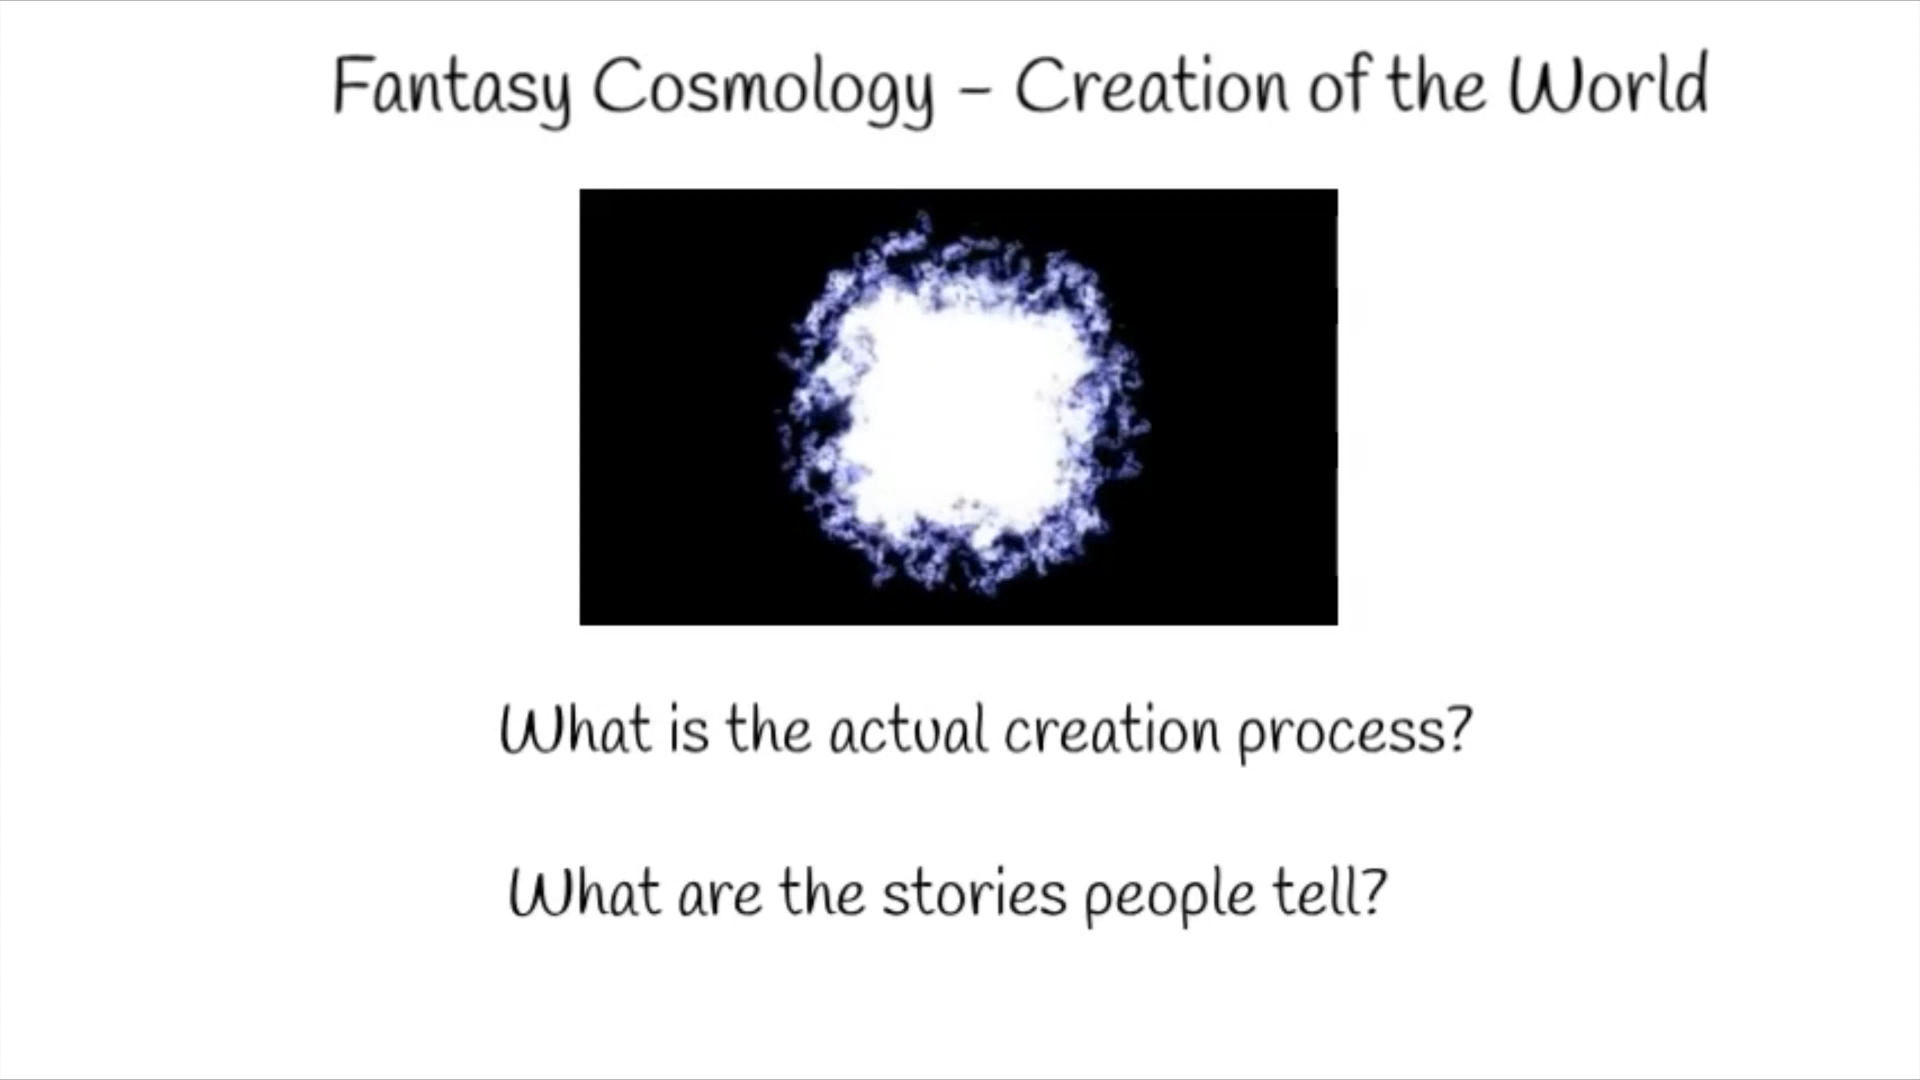 Fantasy Cosmology – Creation of the World
What is the actual creation process?
What are the stories people tell?